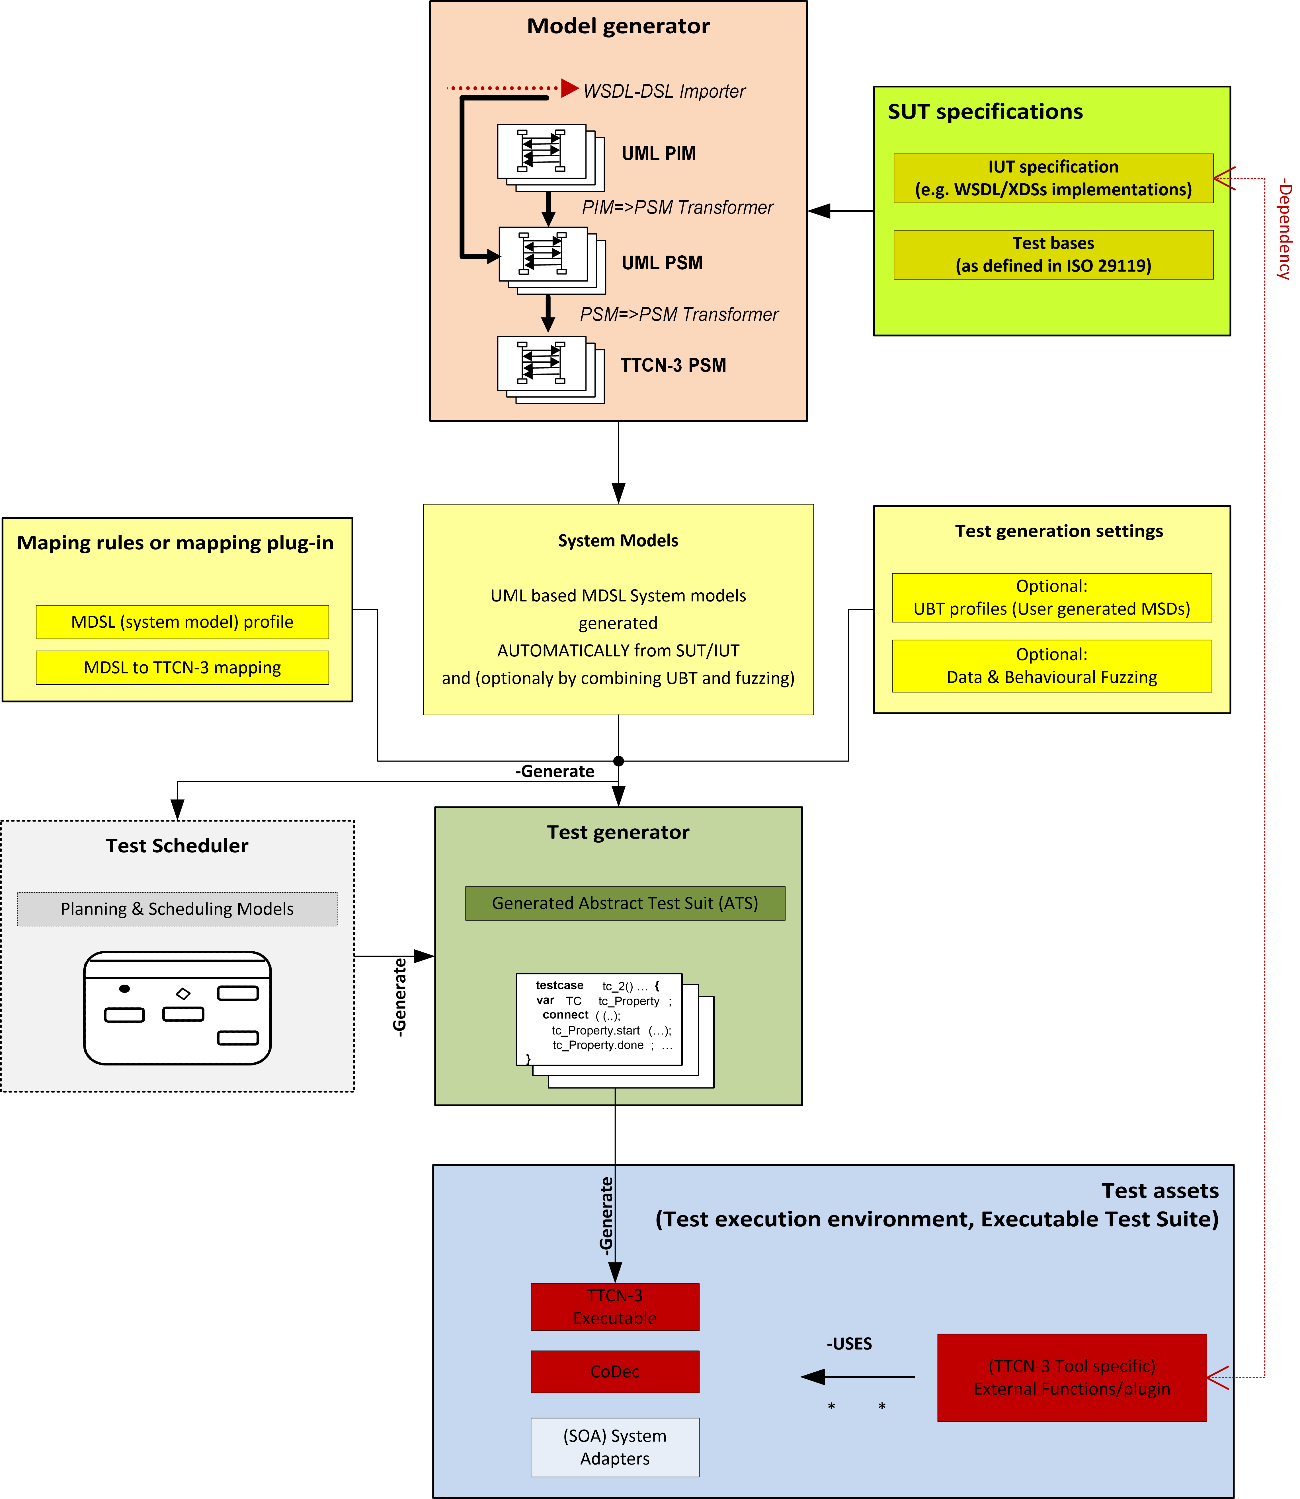 Model generator
WSDL-DSL Importer
UML PIM
PIM=>PSM Transformer
UML PSM
PSM=>PSM Transformer
TTCN-3 PSM
SUT specifications
IUT specification
(e.g. WSDL/XDSs implementations)
Test bases
(as defined in ISO 29119)
-Dependency
Maping rules or mapping plug-in
MDSL (system model) profile
MDSL to TTCN-3 mapping
System Models
UML based MDSL System models
generated
AUTOMATICALLY from SUT/IUT
and (optionaly by combining UBT and fuzzing)
Test generation settings
Optional:
UBT profiles (User generated MSDs)
Optional:
Data & Behavioural Fuzzing
-Generate
Test Scheduler
Planning & Scheduling Models
-Generate
Test generator
Generated Abstract Test Suit (ATS)
testcase tc_2() ... {
var TC tc_Property ;
connect ( (..);
tc_Property.start (...);
tc_Property.done ; ...
}
-Generate
Test assets
(Test execution environment, Executable Test Suite)
TTCN-3
Executable
CoDec
(SOA) System
Adapters
-USES
* *
(TTCN-3 Tool specific)
External Functions/plugin